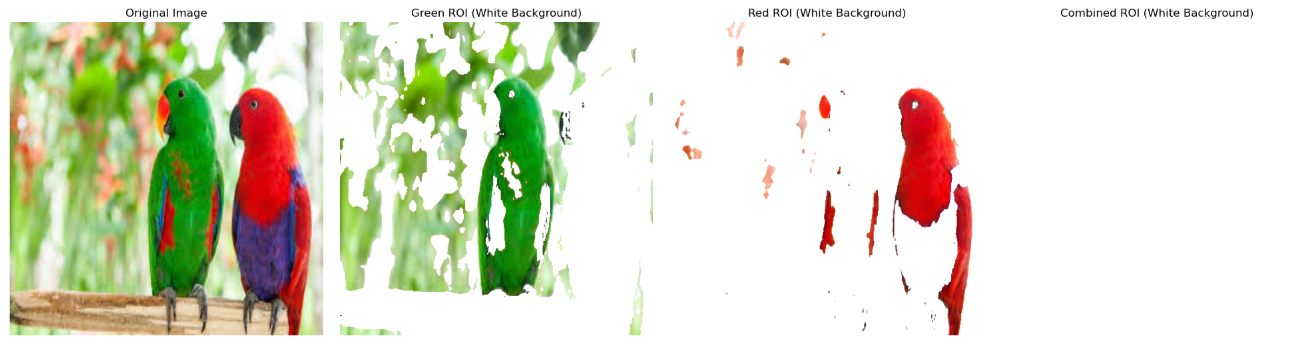 Original Image
Green ROI (White Background)
Red ROI (White Background)
Combined ROI (White Background)